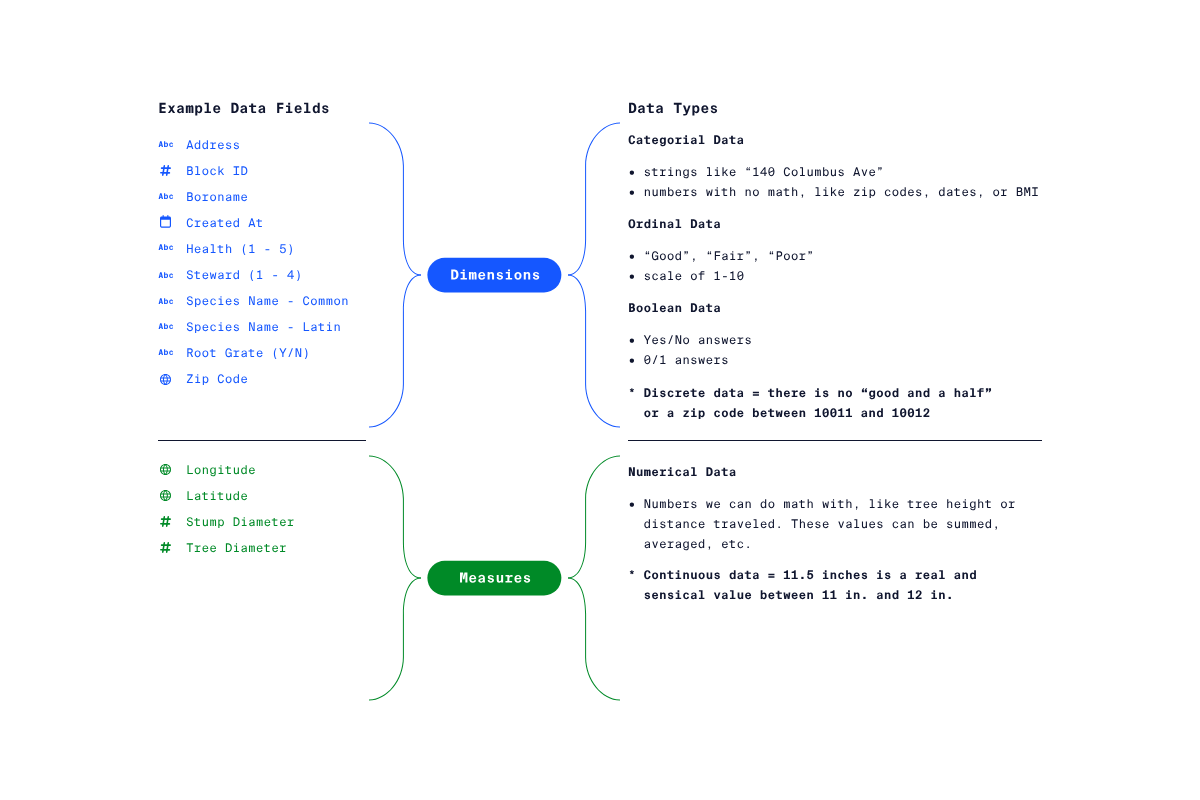 Example Data Fields
Abc Address
# Block ID
Abc Boroname
Created At
Abc Health (1 - 5)
Abc Steward (1 - 4)
Abc Species Name - Common
Abc Species Name - Latin
Abc Root Grate (Y/N)
Zip Code
Longitude
Latitude
# Stump Diameter
# Tree Diameter
Dimensions
Measures
Data Types
Categorial Data
• strings like “140 Columbus Ave”
• numbers with no math, like zip codes, dates, or BMI
Ordinal Data
• “Good”, “Fair”, “Poor”
• scale of 1-10
Boolean Data
• Yes/No answers
• 0/1 answers
* Discrete data = there is no “good and a half”
or a zip code between 10011 and 10012
Numerical Data
• Numbers we can do math with, like tree height or
distance traveled. These values can be summed,
averaged, etc.
* Continuous data = 11.5 inches is a real and
sensical value between 11 in. and 12 in.